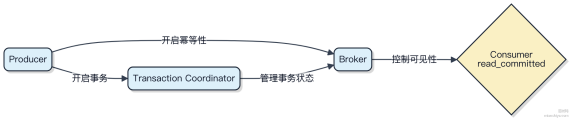 Producer
开启幂等性
开启事务
Transaction Coordinator
管理事务状态
Broker
控制可见性
Consumer
read_committed